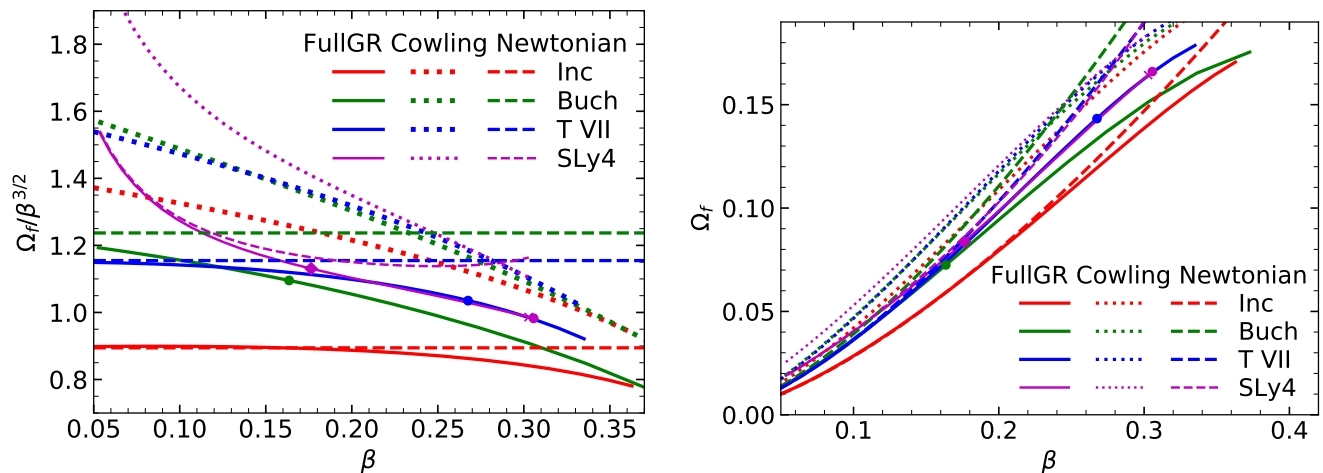 1.8
1.6
1.4
1.2
1.0
0.8
Ω_f/β^{3/2}
FullGR Cowling Newtonian
Inc
Buch
T VII
SLy4
0.05 0.10 0.15 0.20 0.25 0.30 0.35
β
0.15
0.10
0.05
0.00
Ω_f
FullGR Cowling Newtonian
Inc
Buch
T VII
SLy4
0.1 0.2 0.3 0.4
β